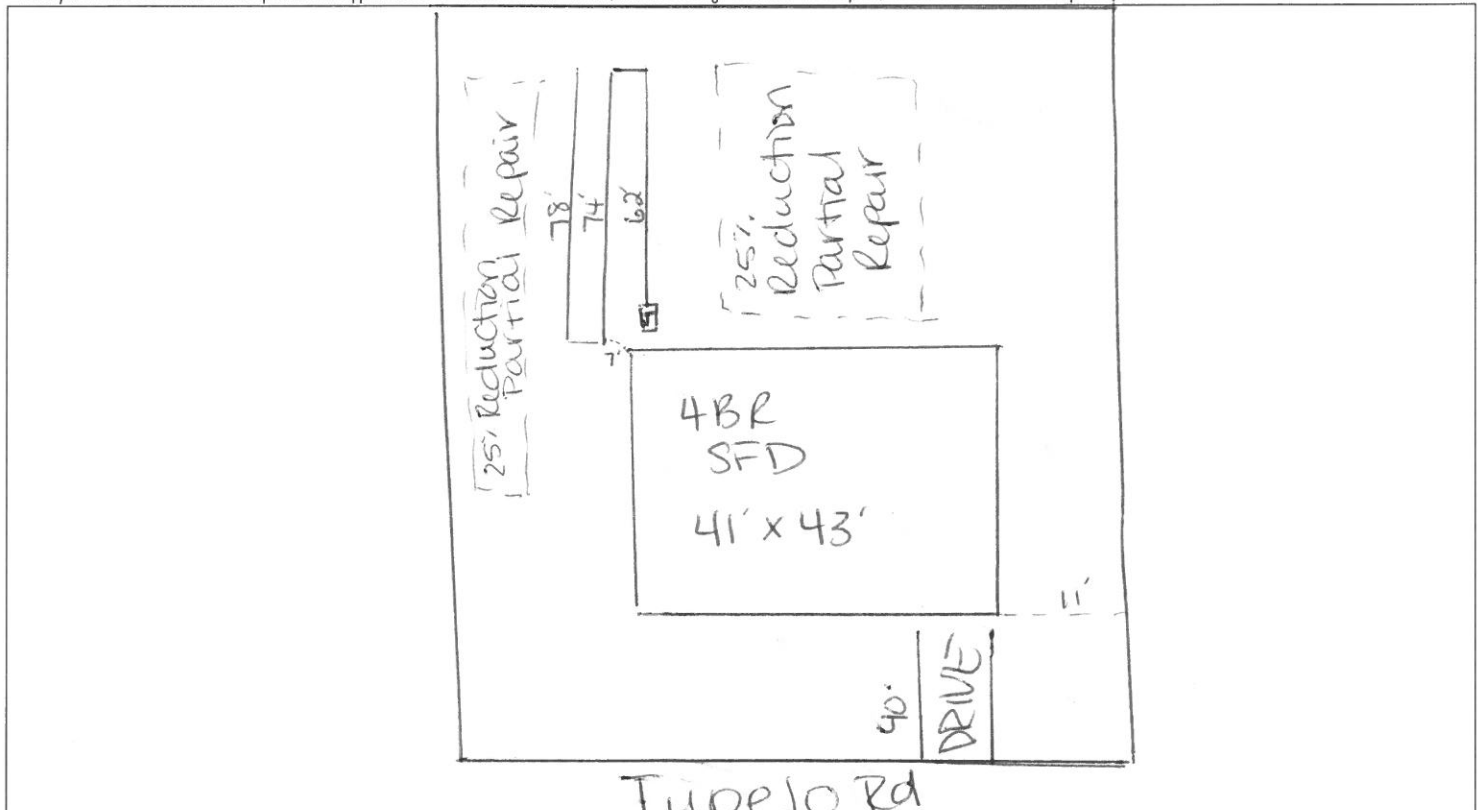 25% Reduction
Partial Repair
78'
74'
62'
25%
Reduction
Partial
Repair
7'
4BR
SFD
41' x 43'
11'
40'
DRIVE
Tupelo Rd